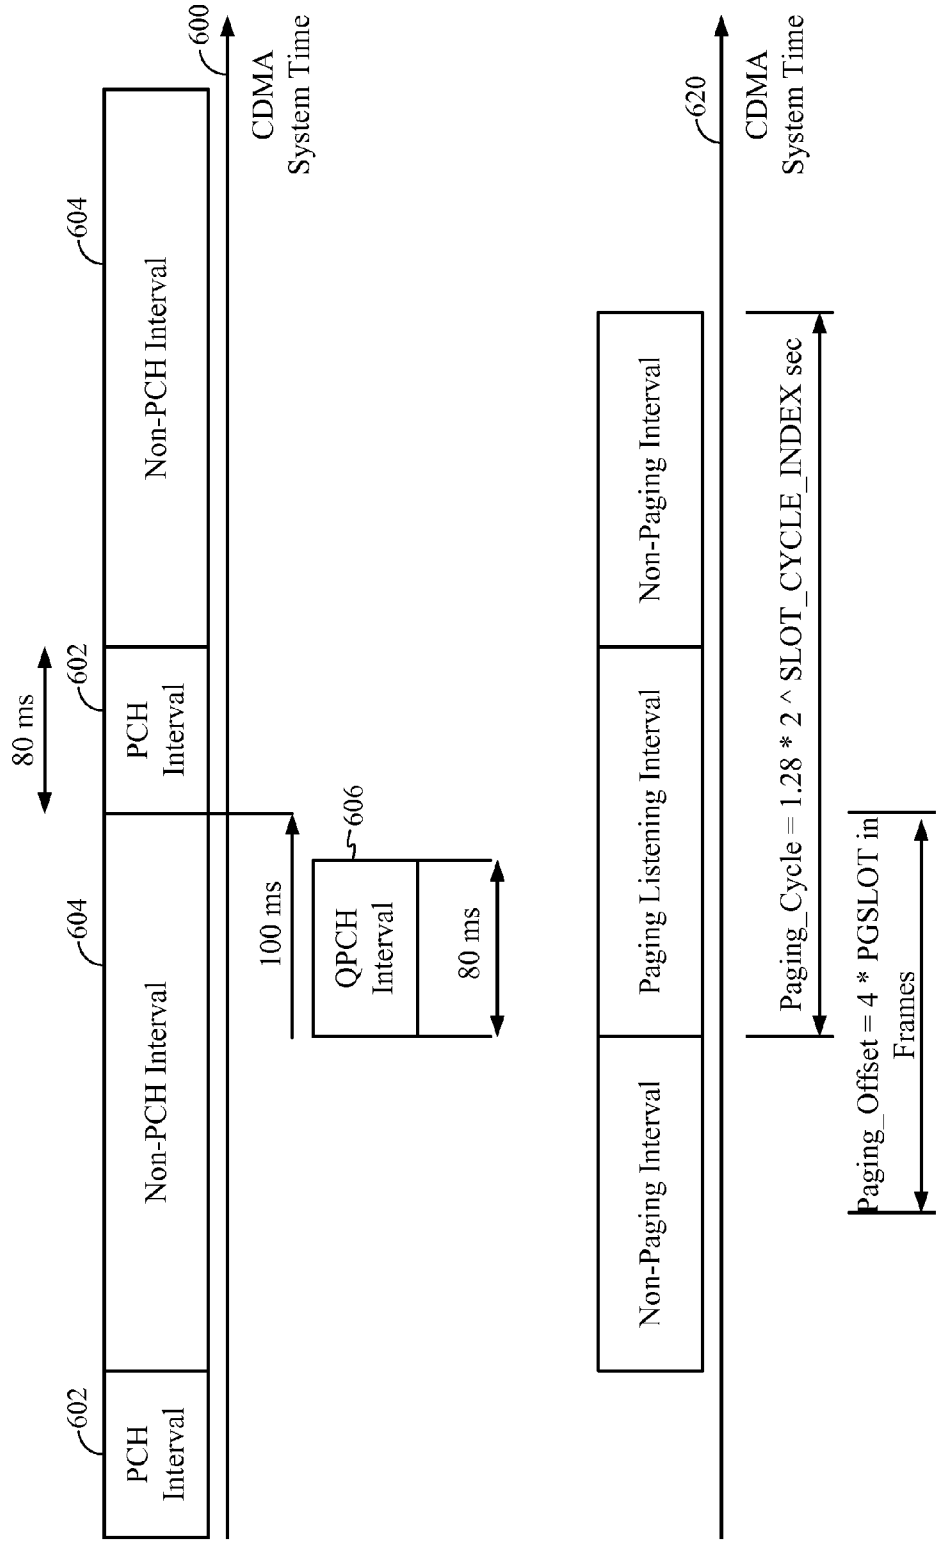 602
604
602
604
80 ms
PCH
Interval
Non-PCH Interval
PCH
Interval
Non-PCH Interval
600
CDMA
System Time
100 ms
606
QPCH
Interval
80 ms
Non-Paging Interval
Paging Listening Interval
Non-Paging Interval
620
CDMA
System Time
Paging_Cycle = 1.28 * 2 ^ SLOT_CYCLE_INDEX sec
Paging_Offset = 4 * PGSLOT in
Frames